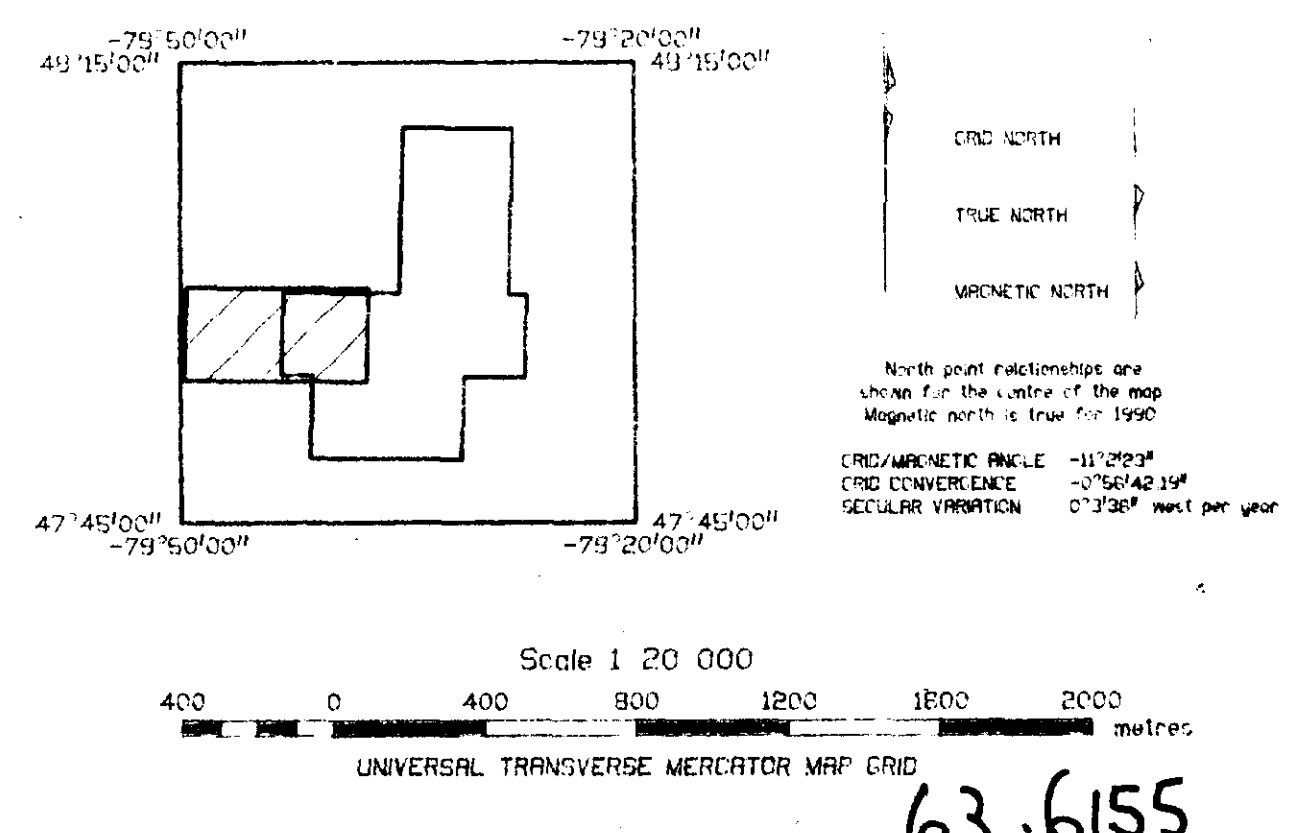 -79°50'00" -79°20'00"
48°15'00" 48°15'00"
GRID NORTH
TRUE NORTH
MAGNETIC NORTH
North point relationships are
shown for the centre of the map
Magnetic north is true for 1990
GRID/MAGNETIC ANGLE -11°2'23"
GRID CONVERGENCE -0°56'42.19"
SECULAR VARIATION 0°3'36" west per year
47°45'00" 47°45'00"
-79°50'00" -79°20'00"
Scale 1 20 000
400 0 400 800 1200 1600 2000
metres
UNIVERSAL TRANSVERSE MERCATOR MAP GRID
63.6155